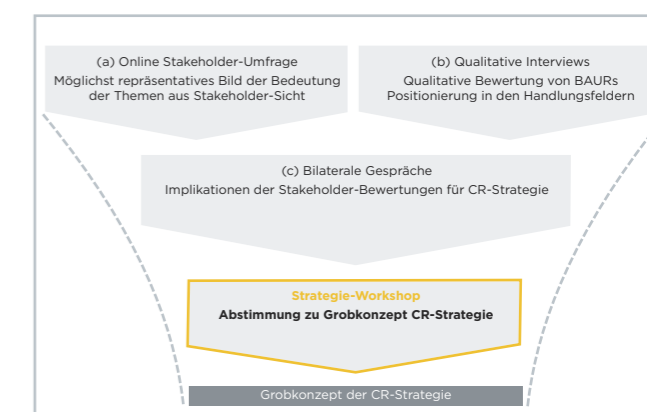 (a) Online Stakeholder-Umfrage
Möglichst repräsentatives Bild der Bedeutung
der Themen aus Stakeholder-Sicht
(b) Qualitative Interviews
Qualitative Bewertung von BAURs
Positionierung in den Handlungsfeldern
(c) Bilaterale Gespräche
Implikationen der Stakeholder-Bewertungen für CR-Strategie
Strategie-Workshop
Abstimmung zu Grobkonzept CR-Strategie
Grobkonzept der CR-Strategie